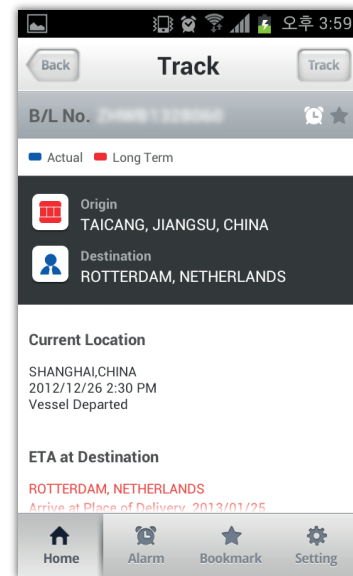 오후 3:59
Back
Track
Track
B/L No.
Actual
Long Term
Origin
TAICANG, JIANGSU, CHINA
Destination
ROTTERDAM, NETHERLANDS
Current Location
SHANGHAI,CHINA
2012/12/26 2:30 PM
Vessel Departed
ETA at Destination
ROTTERDAM, NETHERLANDS
Arrive at Place of Delivery, 2013/01/25
Home
Alarm
Bookmark
Setting